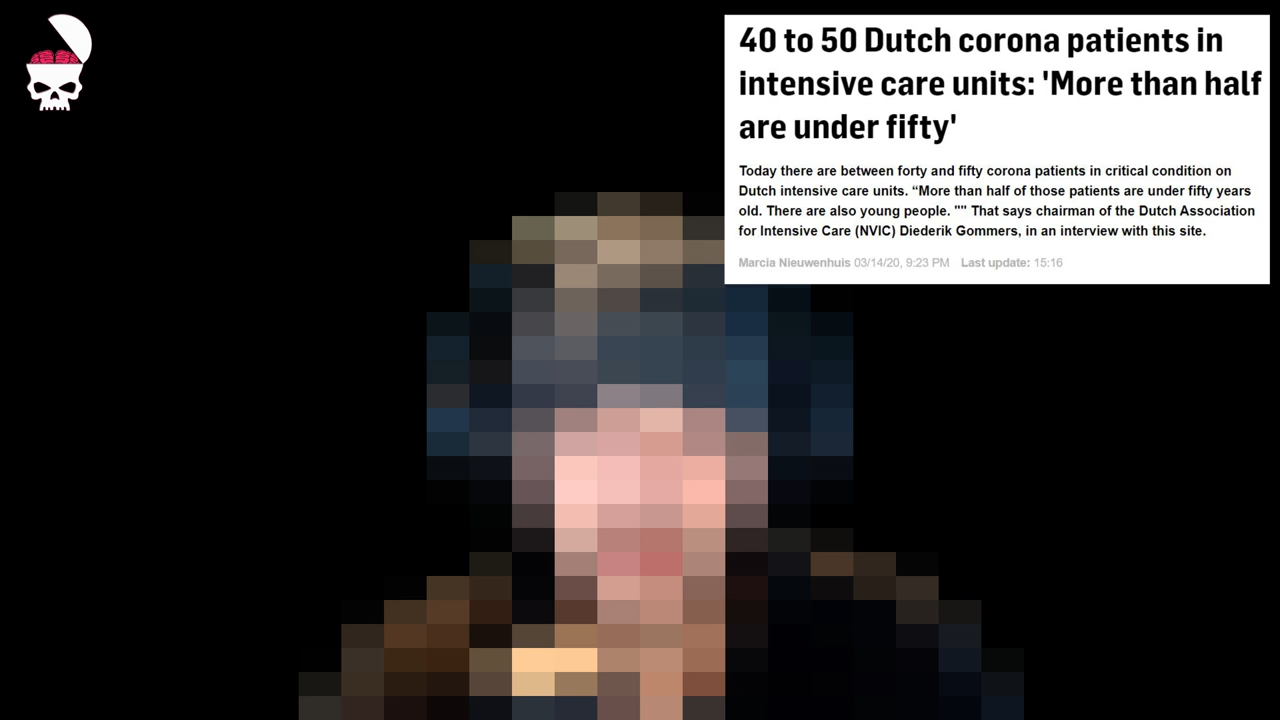 40 to 50 Dutch corona patients in
intensive care units: 'More than half
are under fifty'
Today there are between forty and fifty corona patients in critical condition on
Dutch intensive care units. “More than half of those patients are under fifty years
old. There are also young people. "" That says chairman of the Dutch Association
for Intensive Care (NVIC) Diederik Gommers, in an interview with this site.
Marcia Nieuwenhuis 03/14/20, 9:23 PM Last update: 15:16